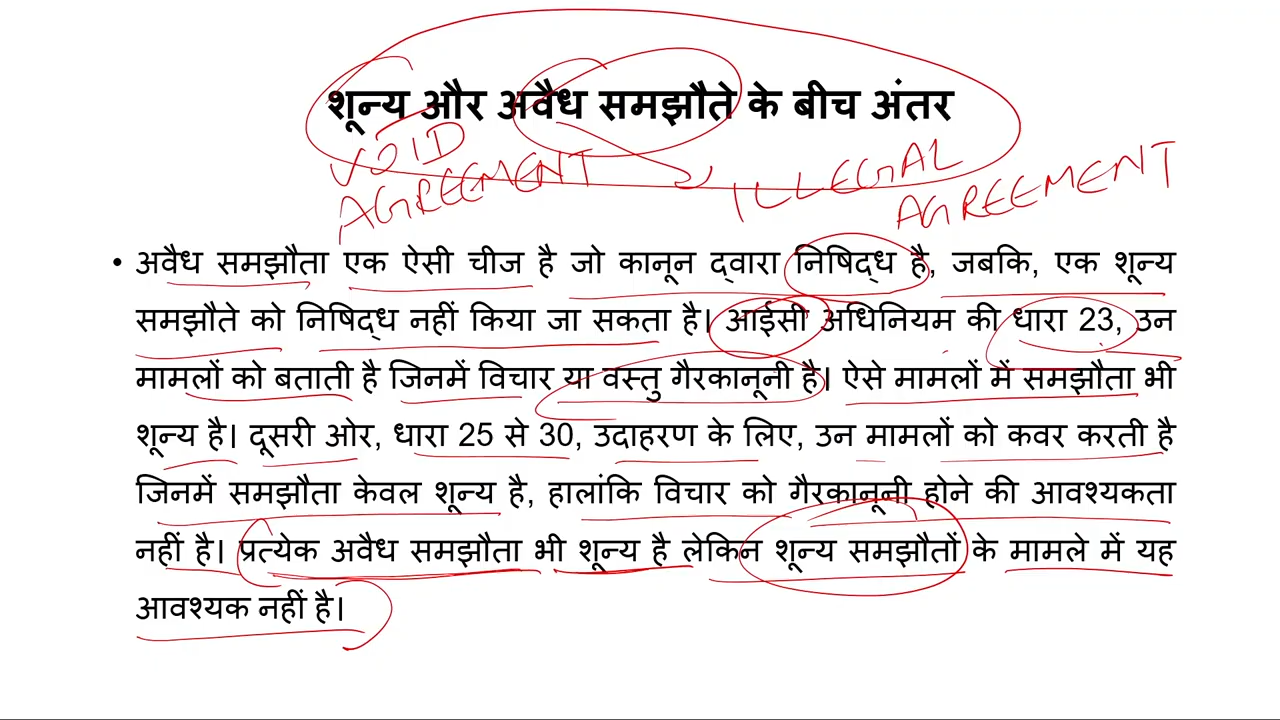 शून्य और अवैध समझौते के बीच अंतर
VOID
AGREEMENT
ILLEGAL
AGREEMENT
• अवैध समझौता एक ऐसी चीज है जो कानून द्वारा निषिद्ध है, जबकि, एक शून्य
समझौते को निषिद्ध नहीं किया जा सकता है। आईसी अधिनियम की धारा 23, उन
मामलों को बताती है जिनमें विचार या वस्तु गैरकानूनी है। ऐसे मामलों में समझौता भी
शून्य है। दूसरी ओर, धारा 25 से 30, उदाहरण के लिए, उन मामलों को कवर करती है
जिनमें समझौता केवल शून्य है, हालांकि विचार को गैरकानूनी होने की आवश्यकता
नहीं है। प्रत्येक अवैध समझौता भी शून्य है लेकिन शून्य समझौतों के मामले में यह
आवश्यक नहीं है।